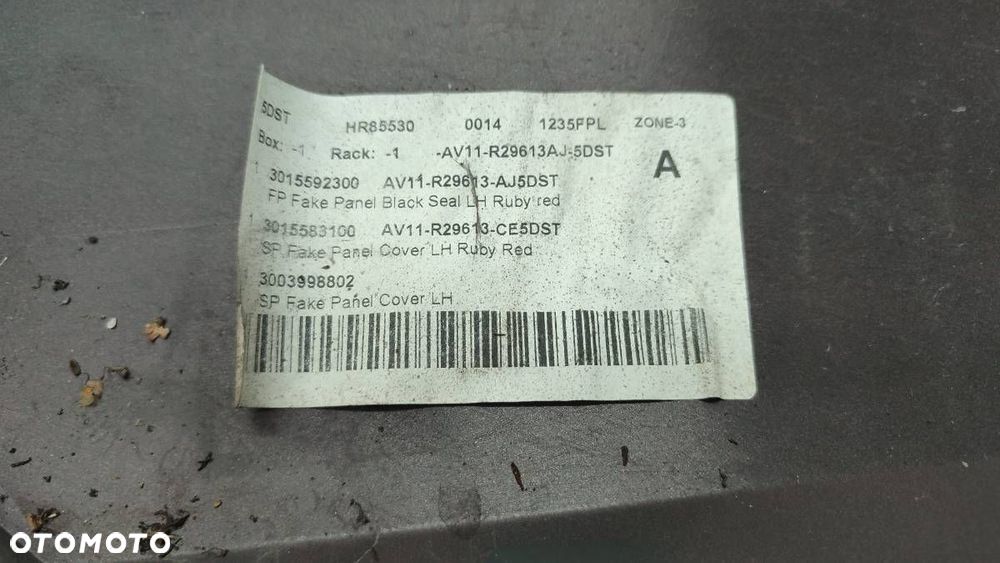 5DST HR85530 0014 1235FPL ZONE-3
Box: -1 Rack: -1 -AV11-R29613AJ-5DST A
1 3015592300 AV11-R29613-AJ5DST
FP Fake Panel Black Seal LH Ruby red
1 3015583100 AV11-R29613-CE5DST
SP Fake Panel Cover LH Ruby Red
3003998802
SP Fake Panel Cover LH
OTOMOTO